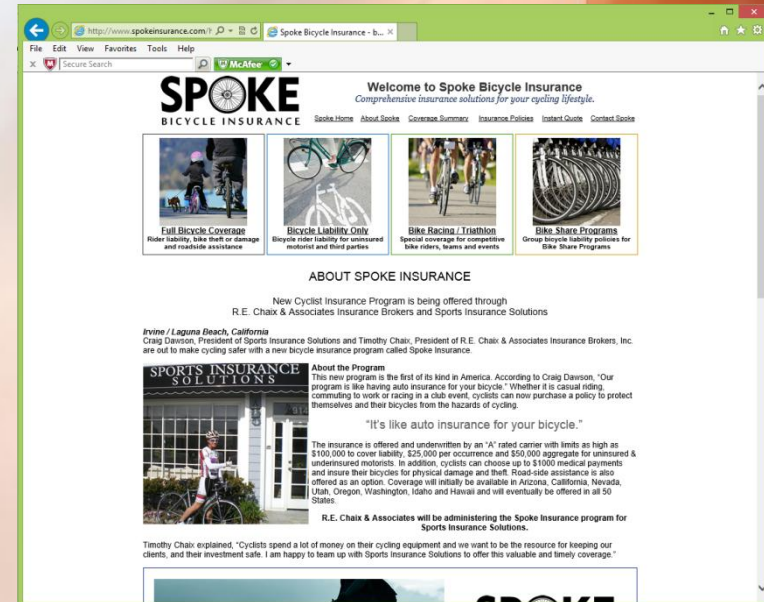 http://www.spokeinsurance.com/
Spoke Bicycle Insurance - b...
File Edit View Favorites Tools Help
Secure Search
McAfee
SPOKE
BICYCLE INSURANCE
Welcome to Spoke Bicycle Insurance
Comprehensive insurance solutions for your cycling lifestyle.
Spoke Home About Spoke Coverage Summary Insurance Policies Instant Quote Contact Spoke
Full Bicycle Coverage
Rider liability, bike theft or damage
and roadside assistance
Bicycle Liability Only
Bicycle rider liability for uninsured
motorist and third parties
Bike Racing / Triathlon
Special coverage for competitive
bike riders, teams and events
Bike Share Programs
Group bicycle liability policies for
Bike Share Programs
ABOUT SPOKE INSURANCE
New Cyclist Insurance Program is being offered through
R.E. Chaix & Associates Insurance Brokers and Sports Insurance Solutions
Irvine / Laguna Beach, California
Craig Dawson, President of Sports Insurance Solutions and Timothy Chaix, President of R.E. Chaix & Associates Insurance Brokers, Inc.
are out to make cycling safer with a new bicycle insurance program called Spoke Insurance.
SPORTS INSURANCE
SOLUTIONS
914
About the Program
This new program is the first of its kind in America. According to Craig Dawson, "Our
program is like having auto insurance for your bicycle." Whether it is casual riding,
commuting to work or racing in a club event, cyclists can now purchase a policy to protect
themselves and their bicycles from the hazards of cycling.
"It's like auto insurance for your bicycle."
The insurance is offered and underwritten by an "A" rated carrier with limits as high as
$100,000 to cover liability, $25,000 per occurrence and $50,000 aggregate for uninsured &
underinsured motorists. In addition, cyclists can choose up to $1000 medical payments
and insure their bicycles for physical damage and theft. Road-side assistance is also
offered as an option. Coverage will initially be available in Arizona, California, Nevada,
Utah, Oregon, Washington, Idaho and Hawaii and will eventually be offered in all 50
States.
R.E. Chaix & Associates will be administering the Spoke Insurance program for
Sports Insurance Solutions.
Timothy Chaix explained, "Cyclists spend a lot of money on their cycling equipment and we want to be the resource for keeping our
clients, and their investment safe. I am happy to team up with Sports Insurance Solutions to offer this valuable and timely coverage."
SPOKE